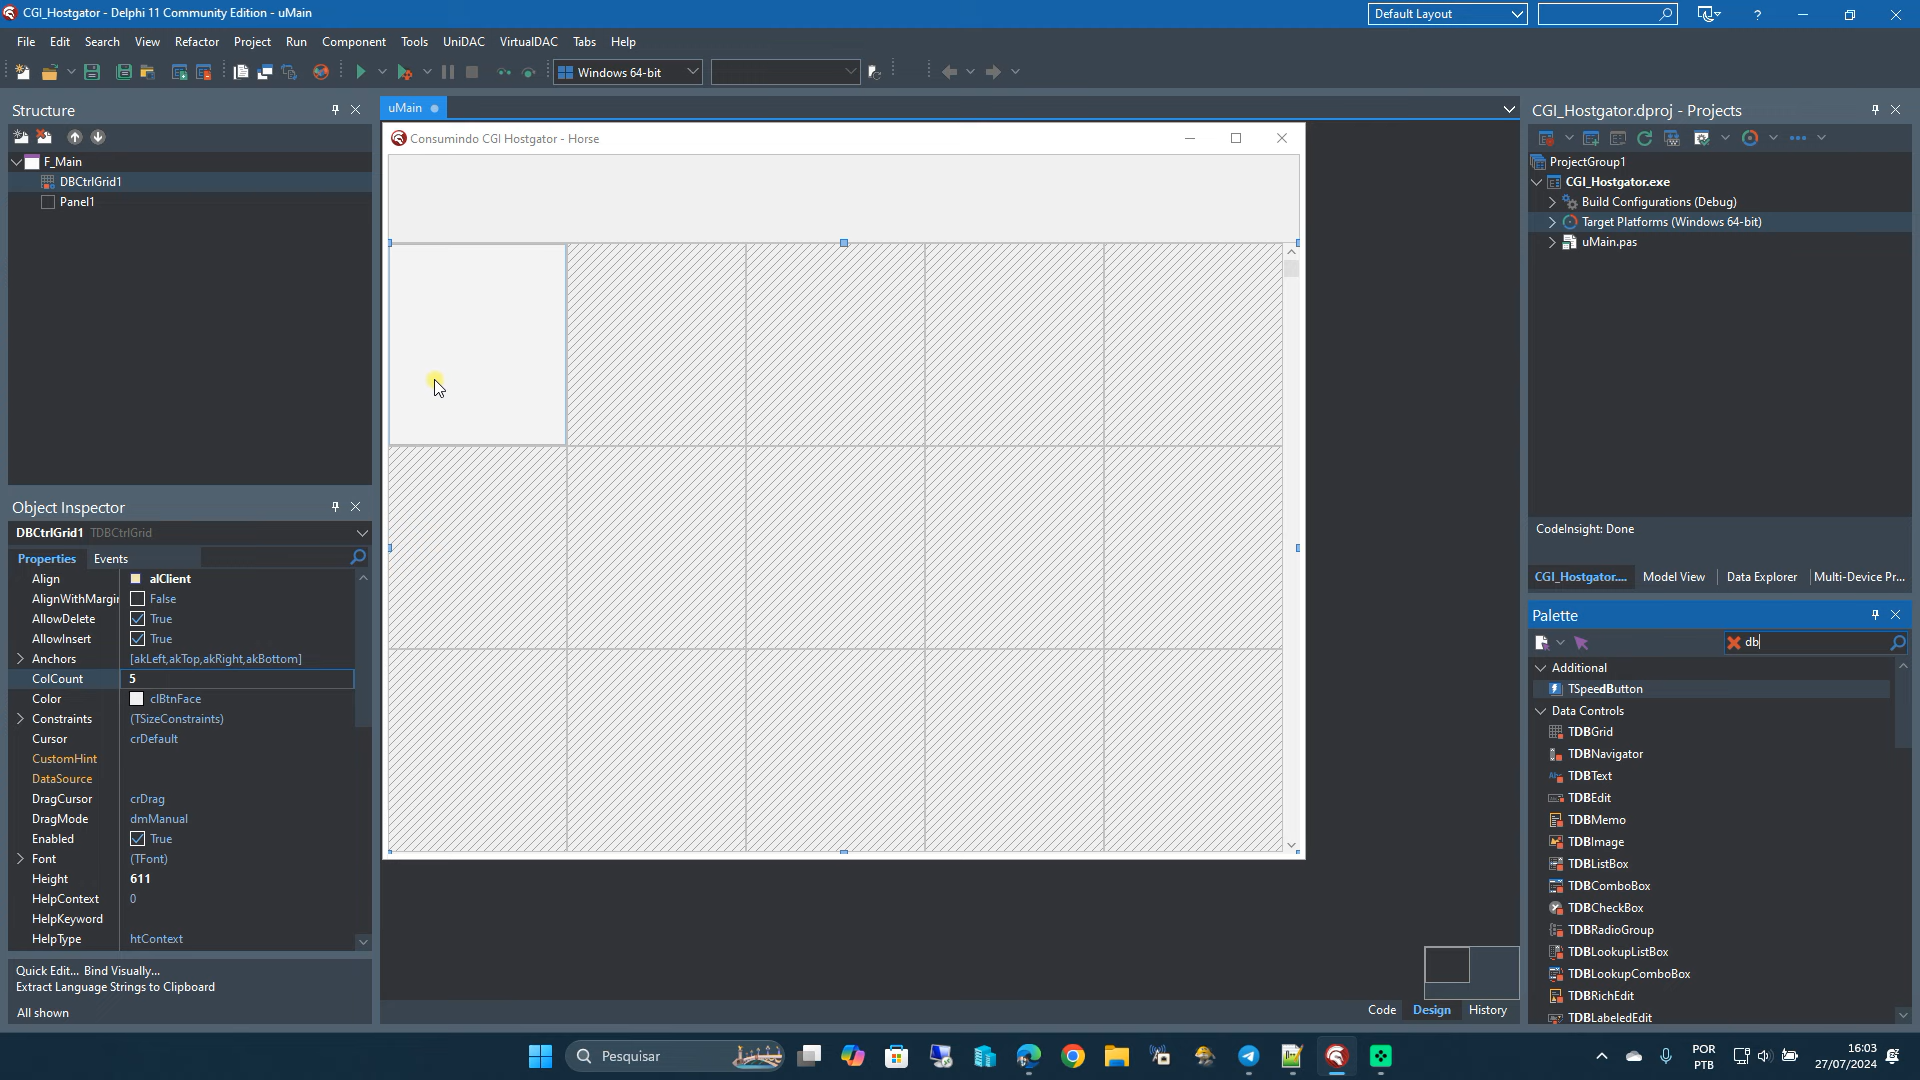 CGI_Hostgator - Delphi 11 Community Edition - uMain
Default Layout
?
File Edit Search View Refactor Project Run Component Tools UniDAC VirtualDAC Tabs Help
Windows 64-bit
Structure
F_Main
DBCtrlGrid1
Panel1
uMain
Consumindo CGI Hostgator - Horse
CGI_Hostgator.dproj - Projects
ProjectGroup1
CGI_Hostgator.exe
Build Configurations (Debug)
Target Platforms (Windows 64-bit)
uMain.pas
CodeInsight: Done
CGI_Hostgator.... Model View Data Explorer Multi-Device Pr...
Object Inspector
DBCtrlGrid1 TDBCtrlGrid
Properties Events
Align alClient
AlignWithMargin False
AllowDelete True
AllowInsert True
Anchors [akLeft,akTop,akRight,akBottom]
ColCount 5
Color clBtnFace
Constraints (TSizeConstraints)
Cursor crDefault
CustomHint
DataSource
DragCursor crDrag
DragMode dmManual
Enabled True
Font (TFont)
Height 611
HelpContext 0
HelpKeyword
HelpType htContext
Quick Edit... Bind Visually...
Extract Language Strings to Clipboard
All shown
Palette
db
Additional
TSpeedButton
Data Controls
TDBGrid
TDBNavigator
TDBText
TDBEdit
TDBMemo
TDBImage
TDBListBox
TDBComboBox
TDBCheckBox
TDBRadioGroup
TDBLookupListBox
TDBLookupComboBox
TDBRichEdit
TDBLabeledEdit
Code Design History
Pesquisar
POR
PTB
16:03
27/07/2024